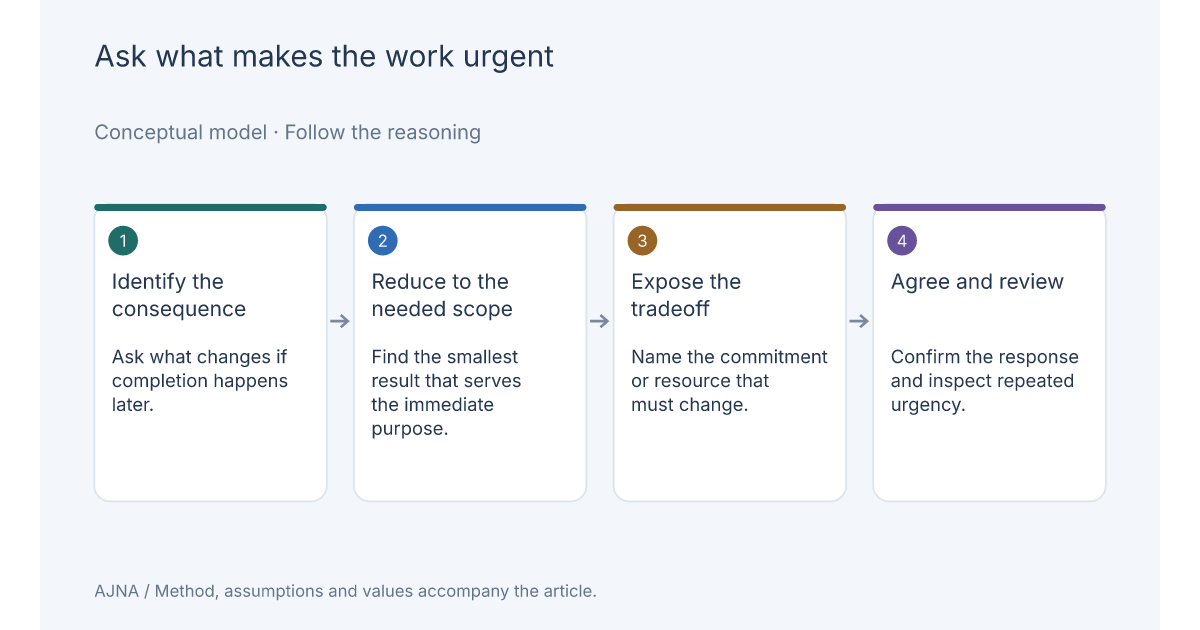 Ask what makes the work urgent
Conceptual model · Follow the reasoning
1
Identify the
consequence
Ask what changes if
completion happens
later.
2
Reduce to the
needed scope
Find the smallest
result that serves
the immediate
purpose.
3
Expose the
tradeoff
Name the commitment
or resource that
must change.
4
Agree and review
Confirm the response
and inspect repeated
urgency.
AJNA / Method, assumptions and values accompany the article.